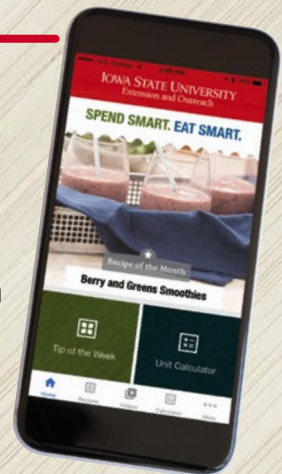 IOWA STATE UNIVERSITY
Extension and Outreach
SPEND SMART. EAT SMART.
Recipe of the Month
Berry and Greens Smoothies
Tip of the Week
Unit Calculator
Home
Recipes
Videos
Calculator
More